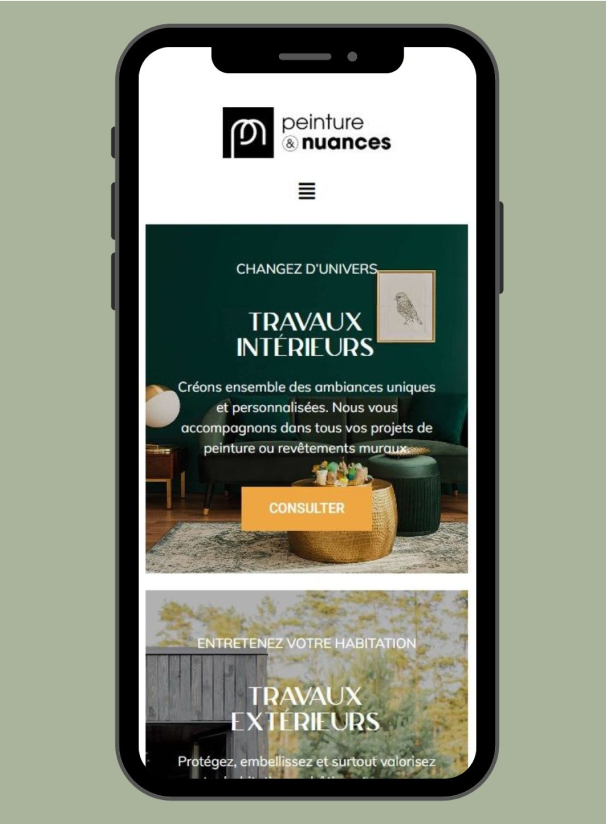 peinture
& nuances
CHANGEZ D'UNIVERS
TRAVAUX
INTÉRIEURS
Créons ensemble des ambiances uniques
et personnalisées. Nous vous
accompagnons dans tous vos projets de
peinture ou revêtements muraux.
CONSULTER
ENTRETENEZ VOTRE HABITATION
TRAVAUX
EXTÉRIEURS
Protégez, embellissez et surtout valorisez